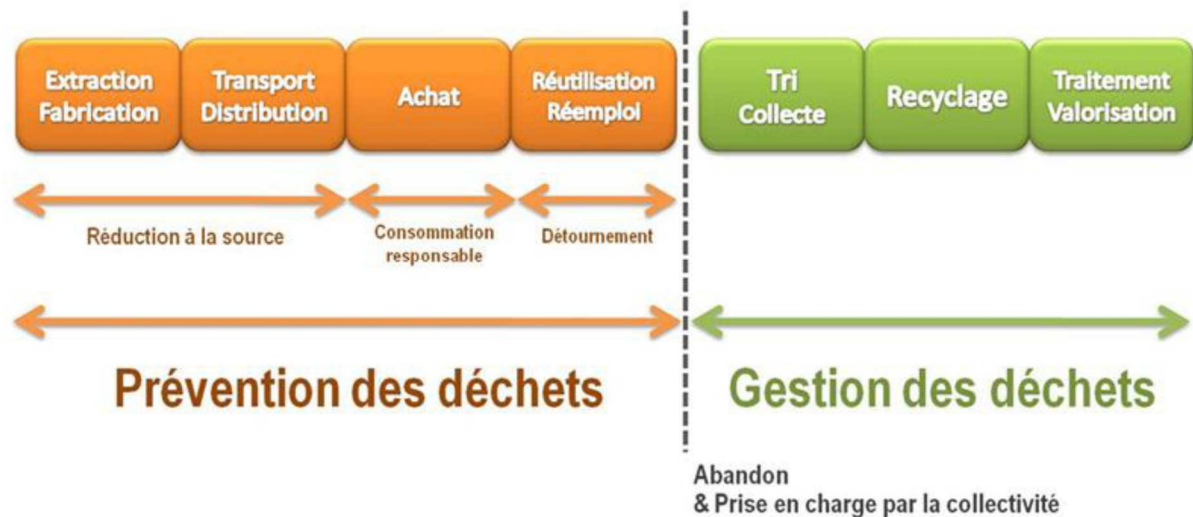 Extraction
Fabrication
Transport
Distribution
Achat
Réutilisation
Réemploi
Tri
Collecte
Recyclage
Traitement
Valorisation
Réduction à la source
Consommation
responsable
Détournement
Prévention des déchets
Gestion des déchets
Abandon
& Prise en charge par la collectivité